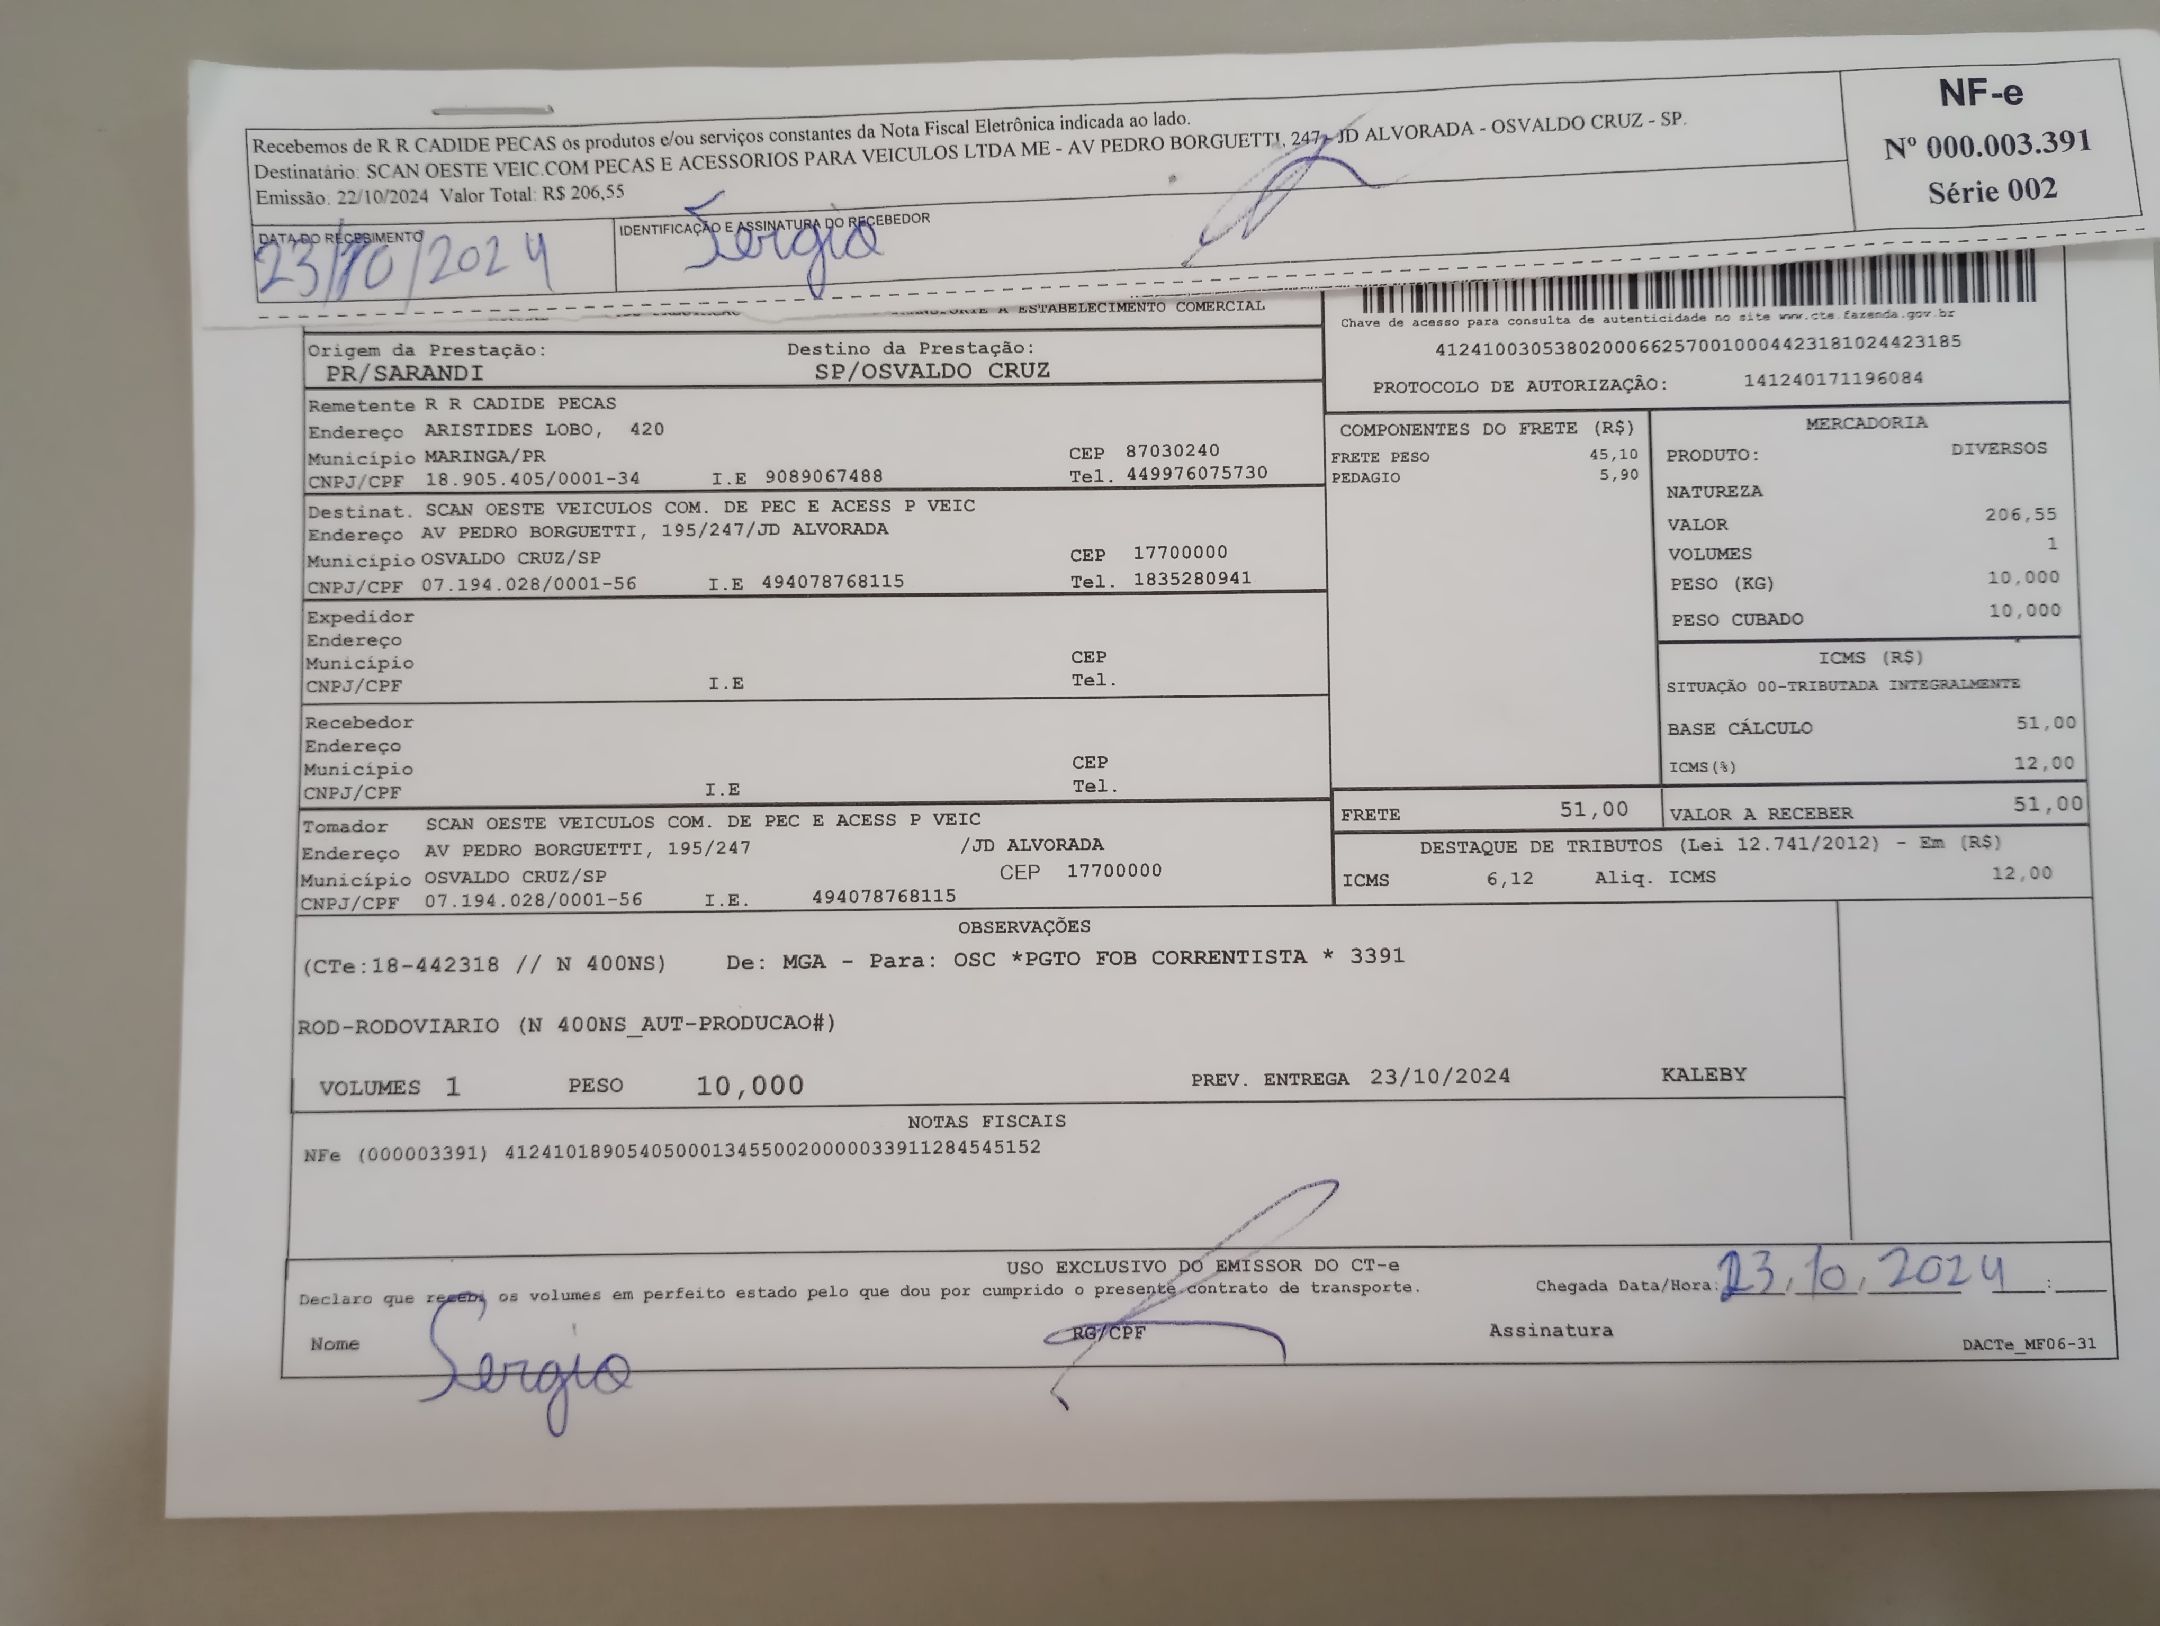 Recebemos de R R CADIDE PECAS os produtos e/ou serviços constantes da Nota Fiscal Eletrônica indicada ao lado.
Destinatário: SCAN OESTE VEIC.COM PECAS E ACESSORIOS PARA VEICULOS LTDA ME - AV PEDRO BORGUETTI, 247 - JD ALVORADA - OSVALDO CRUZ - SP.
Emissão: 22/10/2024 Valor Total: R$ 206,55
NF-e
Nº 000.003.391
Série 002
DATA DO RECEBIMENTO
23/10/2024
IDENTIFICAÇÃO E ASSINATURA DO RECEBEDOR
Sergio
A ESTABELECIMENTO COMERCIAL
Chave de acesso para consulta de autenticidade no site www.cte.fazenda.gov.br
41241003053802000662570010004423181024423185
PROTOCOLO DE AUTORIZAÇÃO: 141240171196084
Origem da Prestação: Destino da Prestação:
PR/SARANDI SP/OSVALDO CRUZ
Remetente R R CADIDE PECAS
Endereço ARISTIDES LOBO, 420
Município MARINGA/PR CEP 87030240
CNPJ/CPF 18.905.405/0001-34 I.E 9089067488 Tel. 449976075730
Destinat. SCAN OESTE VEICULOS COM. DE PEC E ACESS P VEIC
Endereço AV PEDRO BORGUETTI, 195/247/JD ALVORADA
Município OSVALDO CRUZ/SP CEP 17700000
CNPJ/CPF 07.194.028/0001-56 I.E 494078768115 Tel. 1835280941
Expedidor
Endereço
Município CEP
CNPJ/CPF I.E Tel.
Recebedor
Endereço
Município CEP
CNPJ/CPF I.E Tel.
Tomador SCAN OESTE VEICULOS COM. DE PEC E ACESS P VEIC
Endereço AV PEDRO BORGUETTI, 195/247 /JD ALVORADA
Município OSVALDO CRUZ/SP CEP 17700000
CNPJ/CPF 07.194.028/0001-56 I.E. 494078768115
COMPONENTES DO FRETE (R$)
FRETE PESO 45,10
PEDAGIO 5,90
MERCADORIA
PRODUTO: DIVERSOS
NATUREZA
VALOR 206,55
VOLUMES 1
PESO (KG) 10,000
PESO CUBADO 10,000
ICMS (R$)
SITUAÇÃO 00-TRIBUTADA INTEGRALMENTE
BASE CÁLCULO 51,00
ICMS(%) 12,00
FRETE 51,00 VALOR A RECEBER 51,00
DESTAQUE DE TRIBUTOS (Lei 12.741/2012) - Em (R$)
ICMS 6,12 Aliq. ICMS 12,00
OBSERVAÇÕES
(CTe:18-442318 // N 400NS) De: MGA - Para: OSC *PGTO FOB CORRENTISTA * 3391
ROD-RODOVIARIO (N 400NS_AUT-PRODUCAO#)
VOLUMES 1 PESO 10,000 PREV. ENTREGA 23/10/2024 KALEBY
NOTAS FISCAIS
NFe (000003391) 41241018905405000134550020000033911284545152
USO EXCLUSIVO DO EMISSOR DO CT-e
Declaro que recebi os volumes em perfeito estado pelo que dou por cumprido o presente contrato de transporte. Chegada Data/Hora: 23,10,2024 :
Nome Sergio RG/CPF Assinatura
DACTe_MF06-31